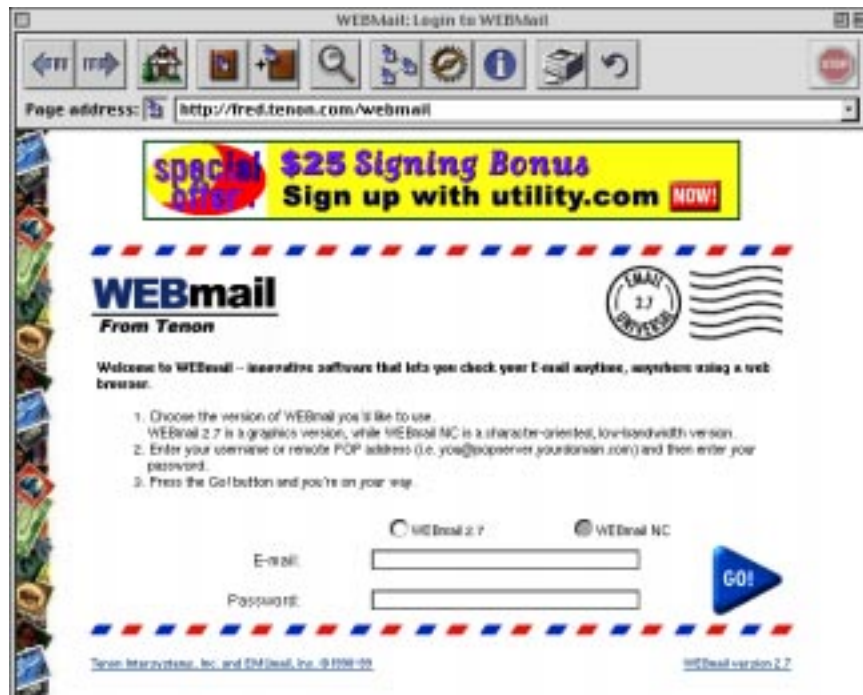 WEBMail: Login to WEBMail
STOP
Page address: http://fred.tenon.com/webmail
special offer! $25 Signing Bonus
Sign up with utility.com NOW!
WEBmail
From Tenon
EMAIL 2.7 UNIVERSAL
Welcome to WEBmail – innovative software that lets you check your E-mail anytime, anywhere using a web
browser.
1. Choose the version of WEBmail you'd like to use.
WEBmail 2.7 is a graphics version, while WEBmail NC is a character-oriented, low-bandwidth version.
2. Enter your username or remote POP address (i.e. you@popserver.yourdomain.com) and then enter your
password.
3. Press the Go! button and you're on your way.
WEBmail 2.7 WEBmail NC
E-mail:
GO!
Password:
Tenon Intersystems, Inc. and EMUmail, Inc. ©1998-99 WEBmail version 2.7